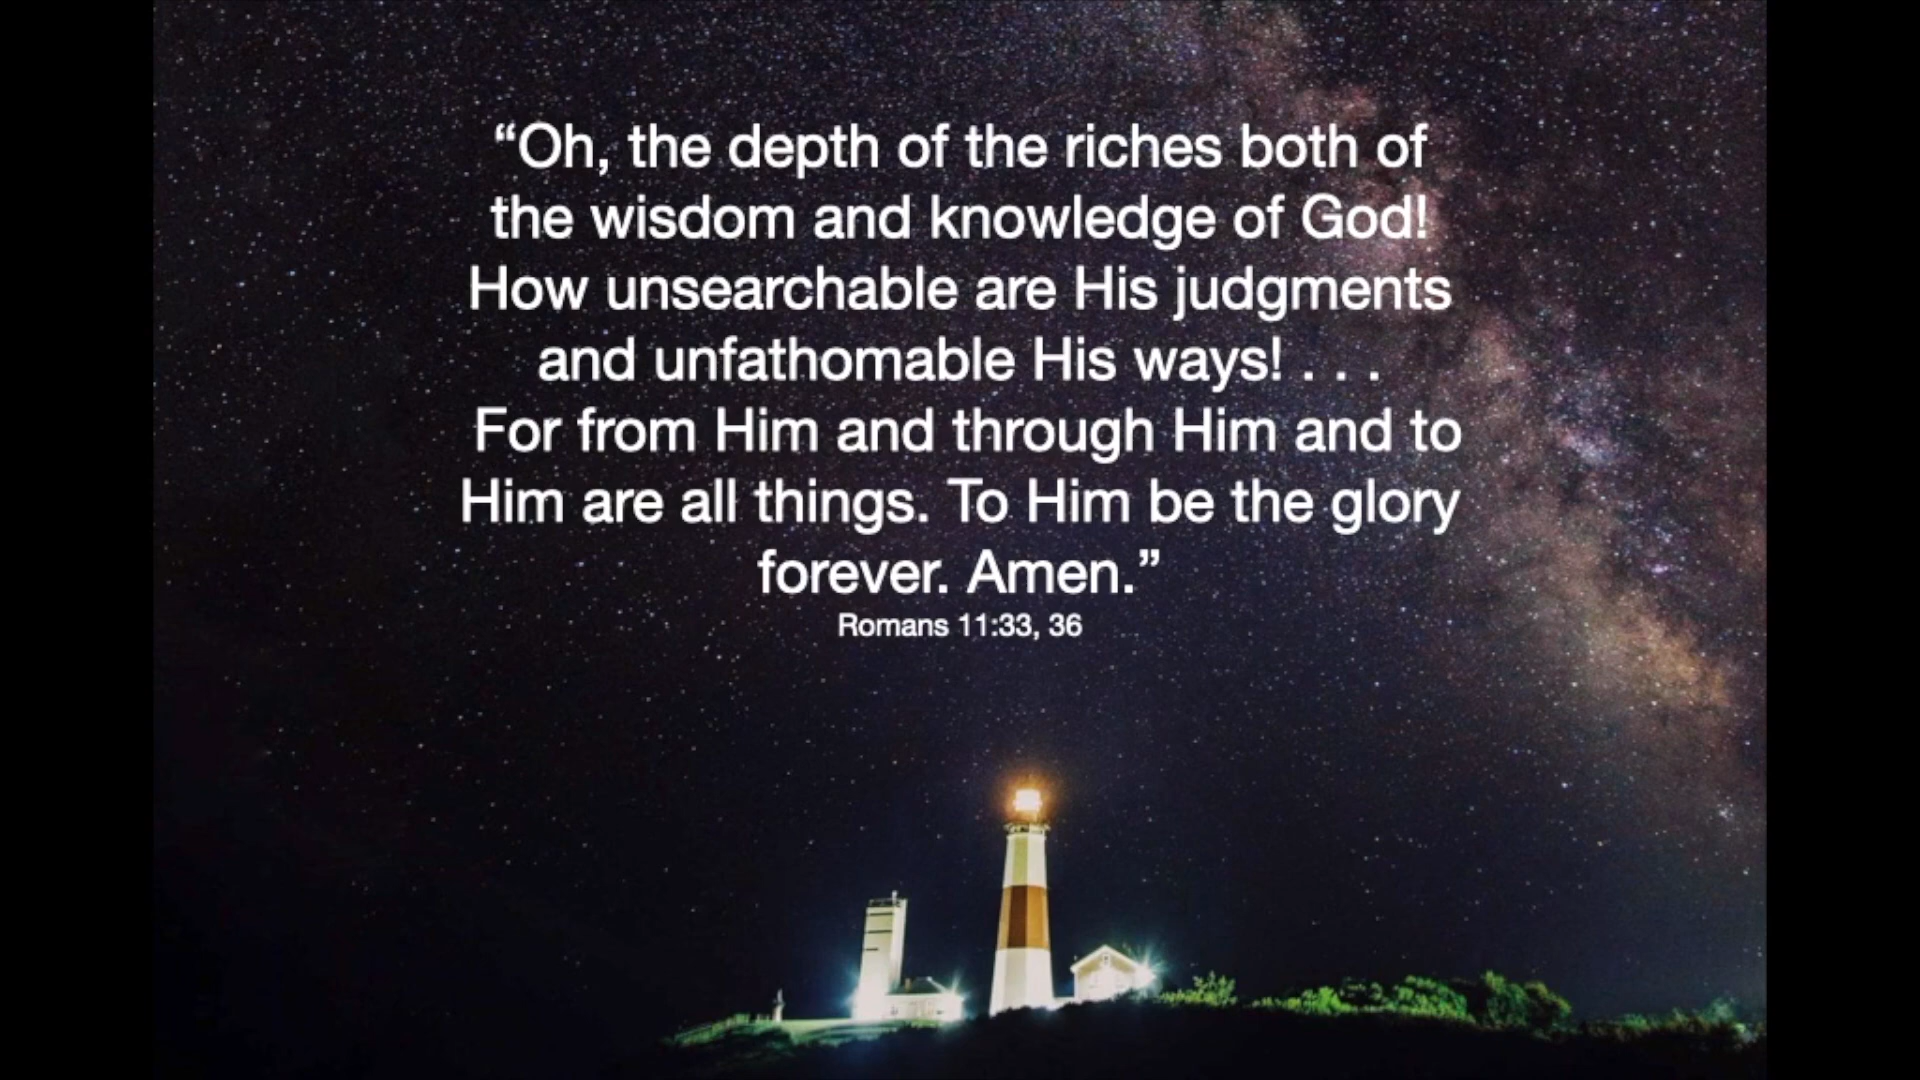 “Oh, the depth of the riches both of
the wisdom and knowledge of God!
How unsearchable are His judgments
and unfathomable His ways! . . .
For from Him and through Him and to
Him are all things. To Him be the glory
forever. Amen.”
Romans 11:33, 36